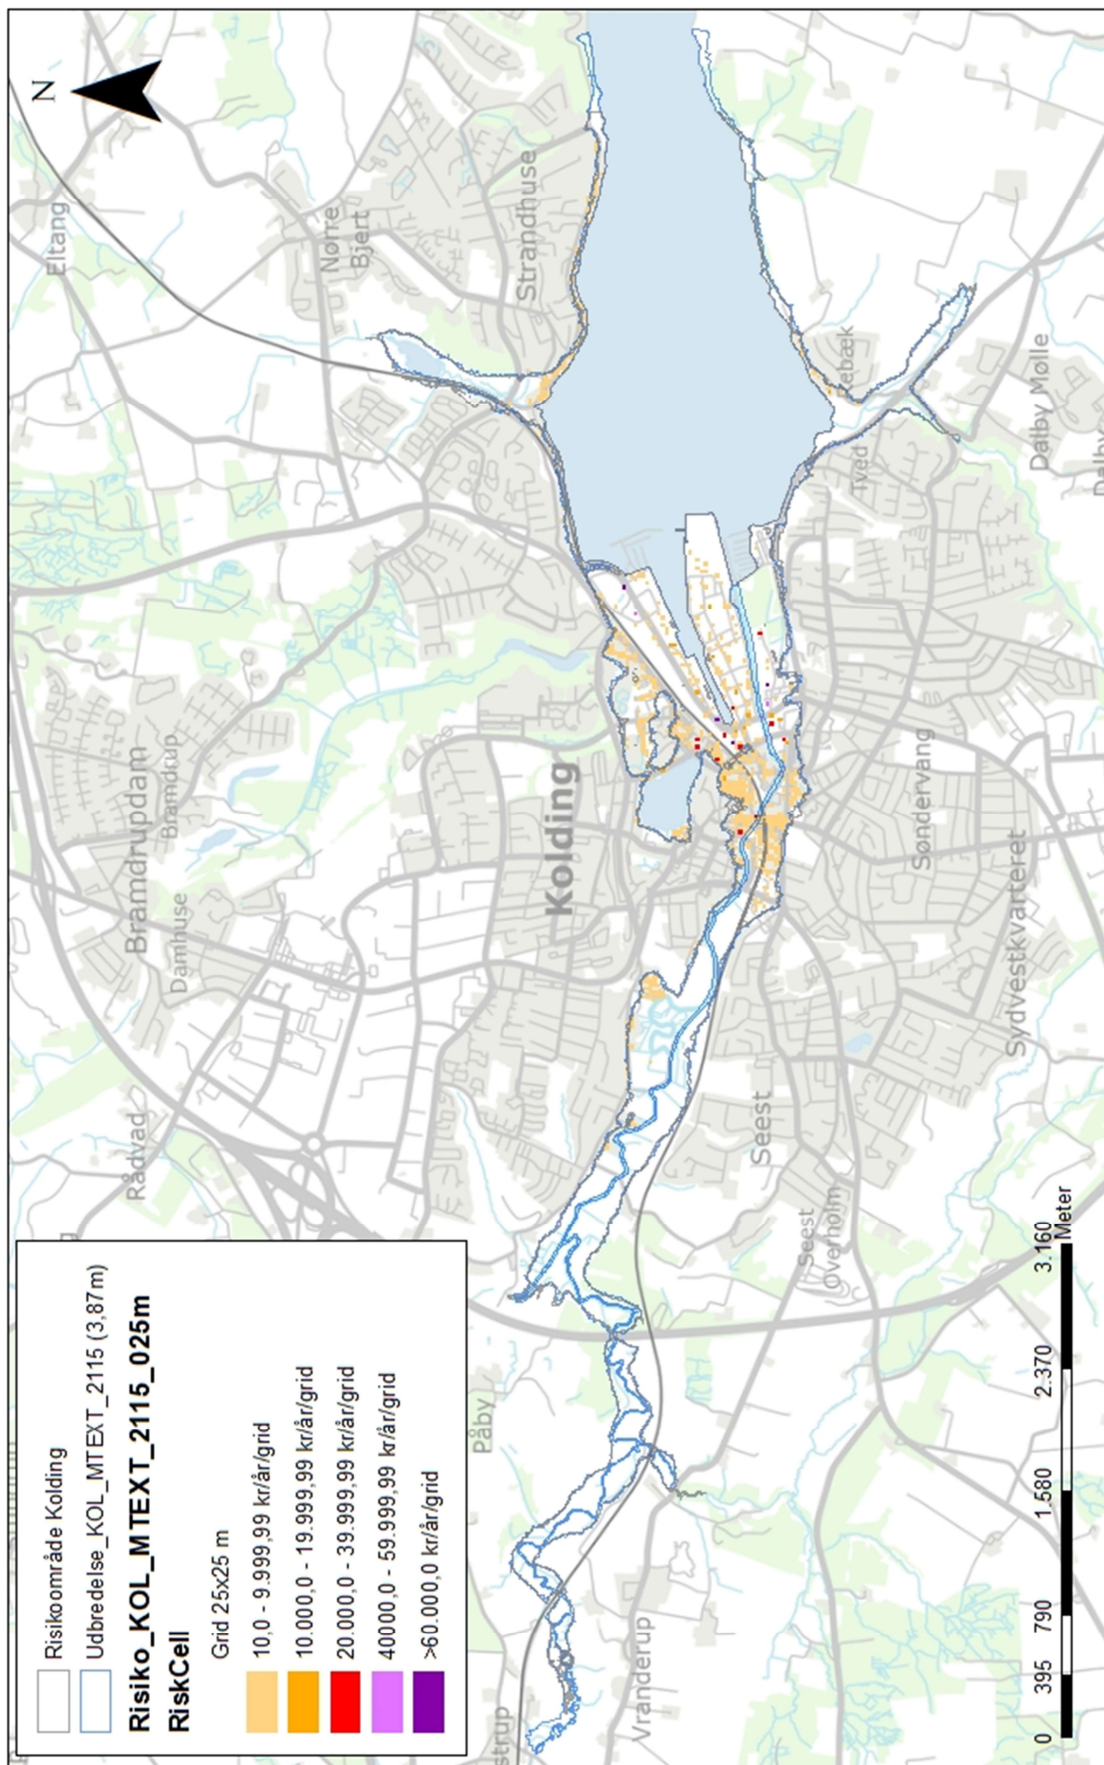 Risikoområde Kolding
Udbredelse_KOL_MTEXT_2115 (3,87m)
Risiko_KOL_MTEXT_2115_025m
RiskCell
Grid 25x25 m
10,0 - 9.999,99 kr/år/grid
10.000,0 - 19.999,99 kr/år/grid
20.000,0 - 39.999,99 kr/år/grid
40000,0 - 59.999,99 kr/år/grid
>60.000,0 kr/år/grid
N
Eltang
Nørre
Bjert
Strandhuse
Bramdrupdam
Bramdrup
Damhuse
Rådvad
Kolding
Påby
Seest
Seest
Overholm
Vranderup
strup
Søndervang
Sydvestkvarteret
Tved
Rebæk
Dalby Mølle
Dalby
0 395 790 1.580 2.370 3.160
Meter